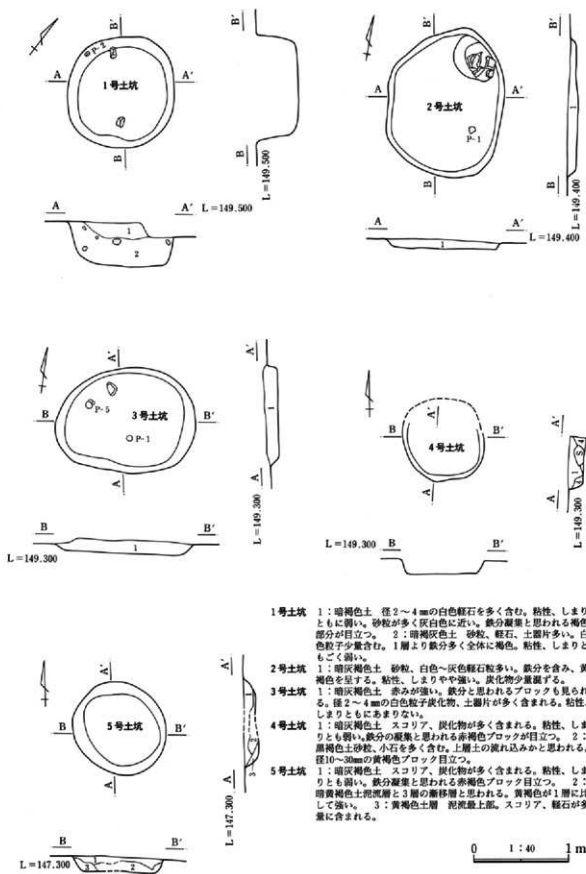 B'
P-2
A
1号土坑
A'
B
B'
B
L=149.500
A
A'
L=149.500
1
2
B'
A
2号土坑
A'
P-1
B
B'
1
B
L=149.400
A
A'
1
L=149.400
A'
B
P-5
3号土坑
B'
P-1
A
A'
1
A
L=149.300
B
B'
L=149.300
1
A'
B
B'
4号土坑
A
A'
S
1
A
L=149.300
B
B'
L=149.300
A'
B
5号土坑
B'
A
A'
3
A
L=147.300
B
B'
L=147.300
3
2
1号土坑 1：暗褐色土 径2～4㎜の白色軽石を多く含む。粘性、しまり
ともに弱い。砂粒が多く灰白色に近い。鉄分凝集と思われる褐色
部分が目立つ。 2：暗褐灰色土 砂粒、軽石、土器片多い。白
色粒子少量含む。1層より鉄分多く全体に褐色。粘性、しまりと
もごく弱い。
2号土坑 1：暗灰褐色土 砂粒、白色～灰色軽石粒多い。鉄分を含み、黄
褐色を呈する。粘性、しまりやや強い。炭化物少量混ずる。
3号土坑 1：暗灰褐色土 赤みが強い。鉄分と思われるブロックも見られ
る。径2～4㎜の白色粒子炭化物、土器片が多く含まれる。粘性、
しまりともにあまりない。
4号土坑 1：暗灰褐色土 スコリア、炭化物が多く含まれる。粘性、しま
りとも弱い。鉄分の凝集と思われる赤褐色ブロックが目立つ。 2：
黒褐色土砂粒、小石を多く含む。上層土の流れ込みかと思われる。
径10～30㎜の黄褐色ブロック目立つ。
5号土坑 1：暗灰褐色土 スコリア、炭化物が多く含まれる。粘性、しま
りとも弱い。鉄分凝集と思われる赤褐色ブロック目立つ。 2：
暗黄褐色土泥流層と3層の漸移層と思われる。黄褐色が1層に比
して強い。 3：黄褐色土層 泥流最上部。スコリア、軽石が多
量に含まれる。
0 1：40 1m